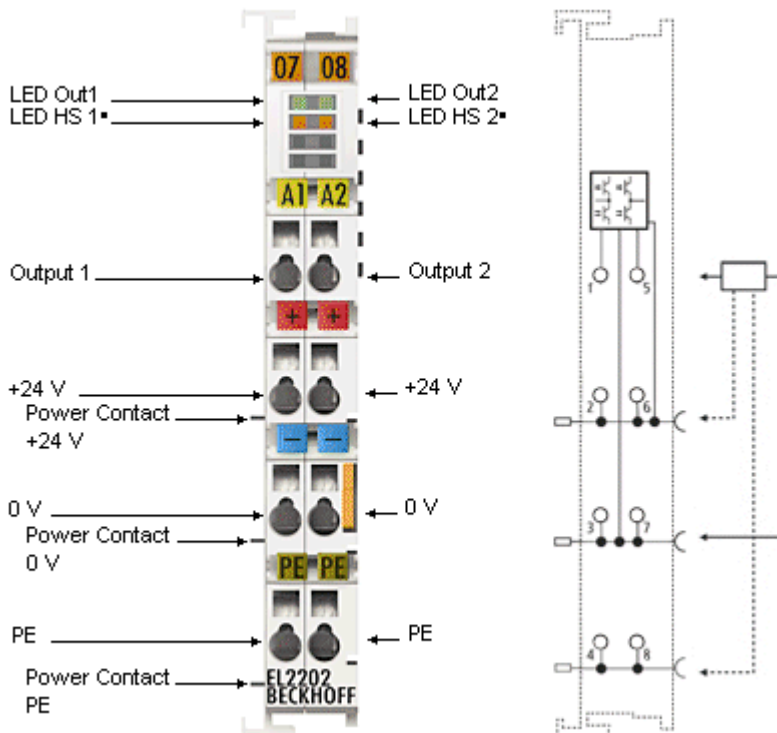 07 08
LED Out1
LED HS 1▪
LED Out2
LED HS 2▪
A1 A2
Output 1
Output 2
+ +
+24 V
Power Contact
+24 V
+24 V
− −
0 V
Power Contact
0 V
0 V
PE PE
PE
PE
Power Contact
PE
EL2202
BECKHOFF
1 5
2 6
3 7
4 8